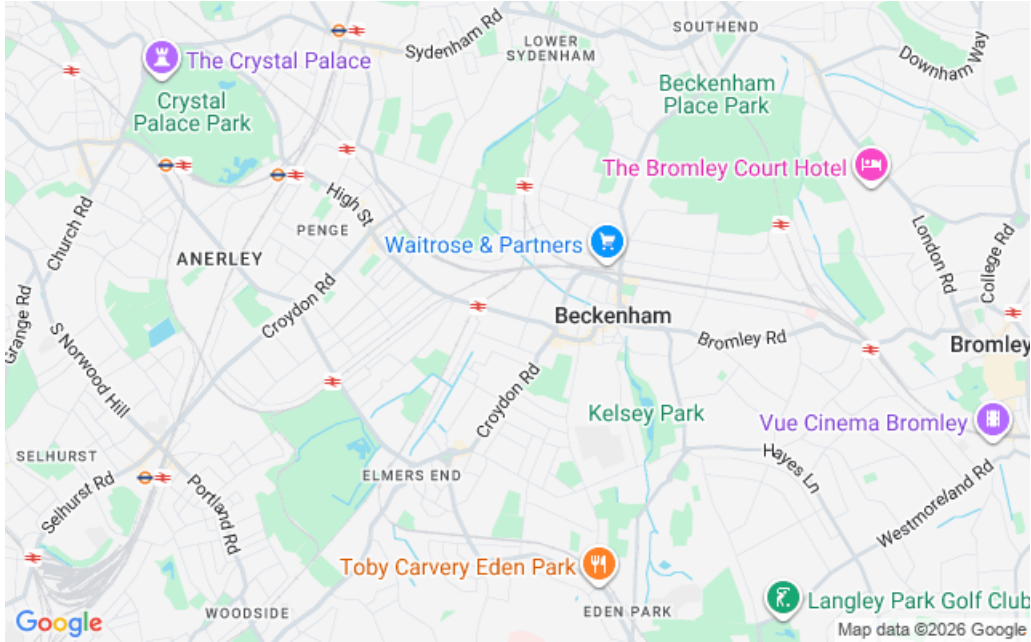 SOUTHEND
Sydenham Rd
LOWER
SYDENHAM
Downham Way
The Crystal Palace
Crystal
Palace Park
Beckenham
Place Park
The Bromley Court Hotel
High St
PENGE
Church Rd
ANERLEY
Waitrose & Partners
London Rd
College Rd
Croydon Rd
Grange Rd
S Norwood Hill
Beckenham
Bromley Rd
Bromley
Croydon Rd
Kelsey Park
Vue Cinema Bromley
SELHURST
Selhurst Rd
Portland Rd
ELMERS END
Hayes Ln
Westmoreland Rd
Toby Carvery Eden Park
WOODSIDE
EDEN PARK
Langley Park Golf Club
Google
Map data ©2026 Google